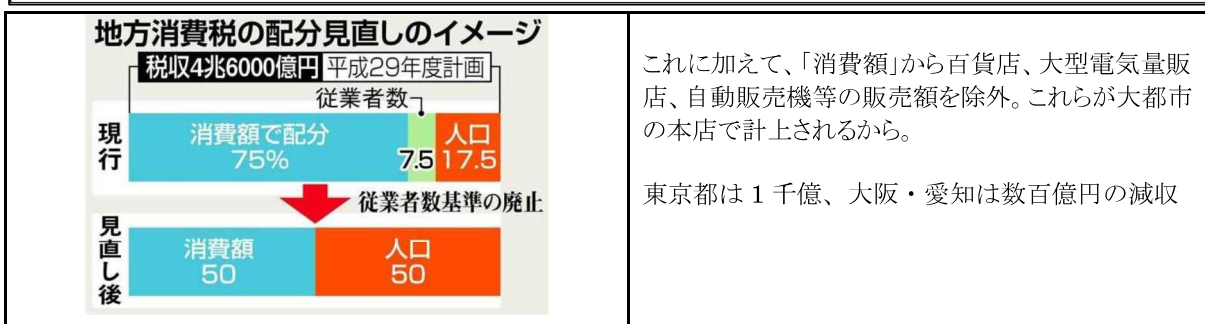 地方消費税の配分見直しのイメージ
税収4兆6000億円 平成29年度計画
従業者数
現行
消費額で配分
75%
7.5
人口
17.5
従業者数基準の廃止
見直し後
消費額
50
人口
50
これに加えて、「消費額」から百貨店、大型電気量販
店、自動販売機等の販売額を除外。これらが大都市
の本店で計上されるから。
東京都は 1 千億、大阪・愛知は数百億円の減収